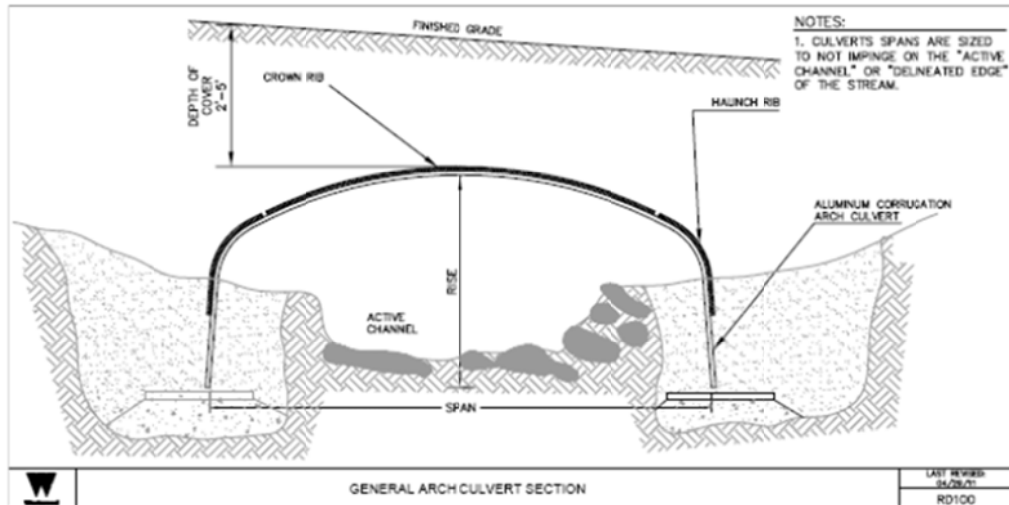 FINISHED GRADE
NOTES:
1. CULVERTS SPANS ARE SIZED
TO NOT IMPINGE ON THE "ACTIVE
CHANNEL" OR "DELNEATED EDGE"
OF THE STREAM.
CROWN RIB
DEPTH OF
COVER
2'-5'
HAUNCH RIB
ALUMINUM CORRUGATION
ARCH CULVERT
RISE
ACTIVE
CHANNEL
SPAN
GENERAL ARCH CULVERT SECTION
LAST REVISED:
RD100